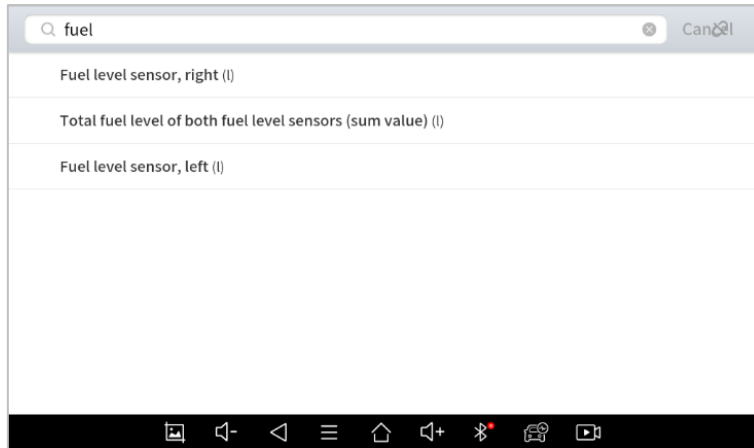 fuel
Cancel
Fuel level sensor, right (l)
Total fuel level of both fuel level sensors (sum value) (l)
Fuel level sensor, left (l)